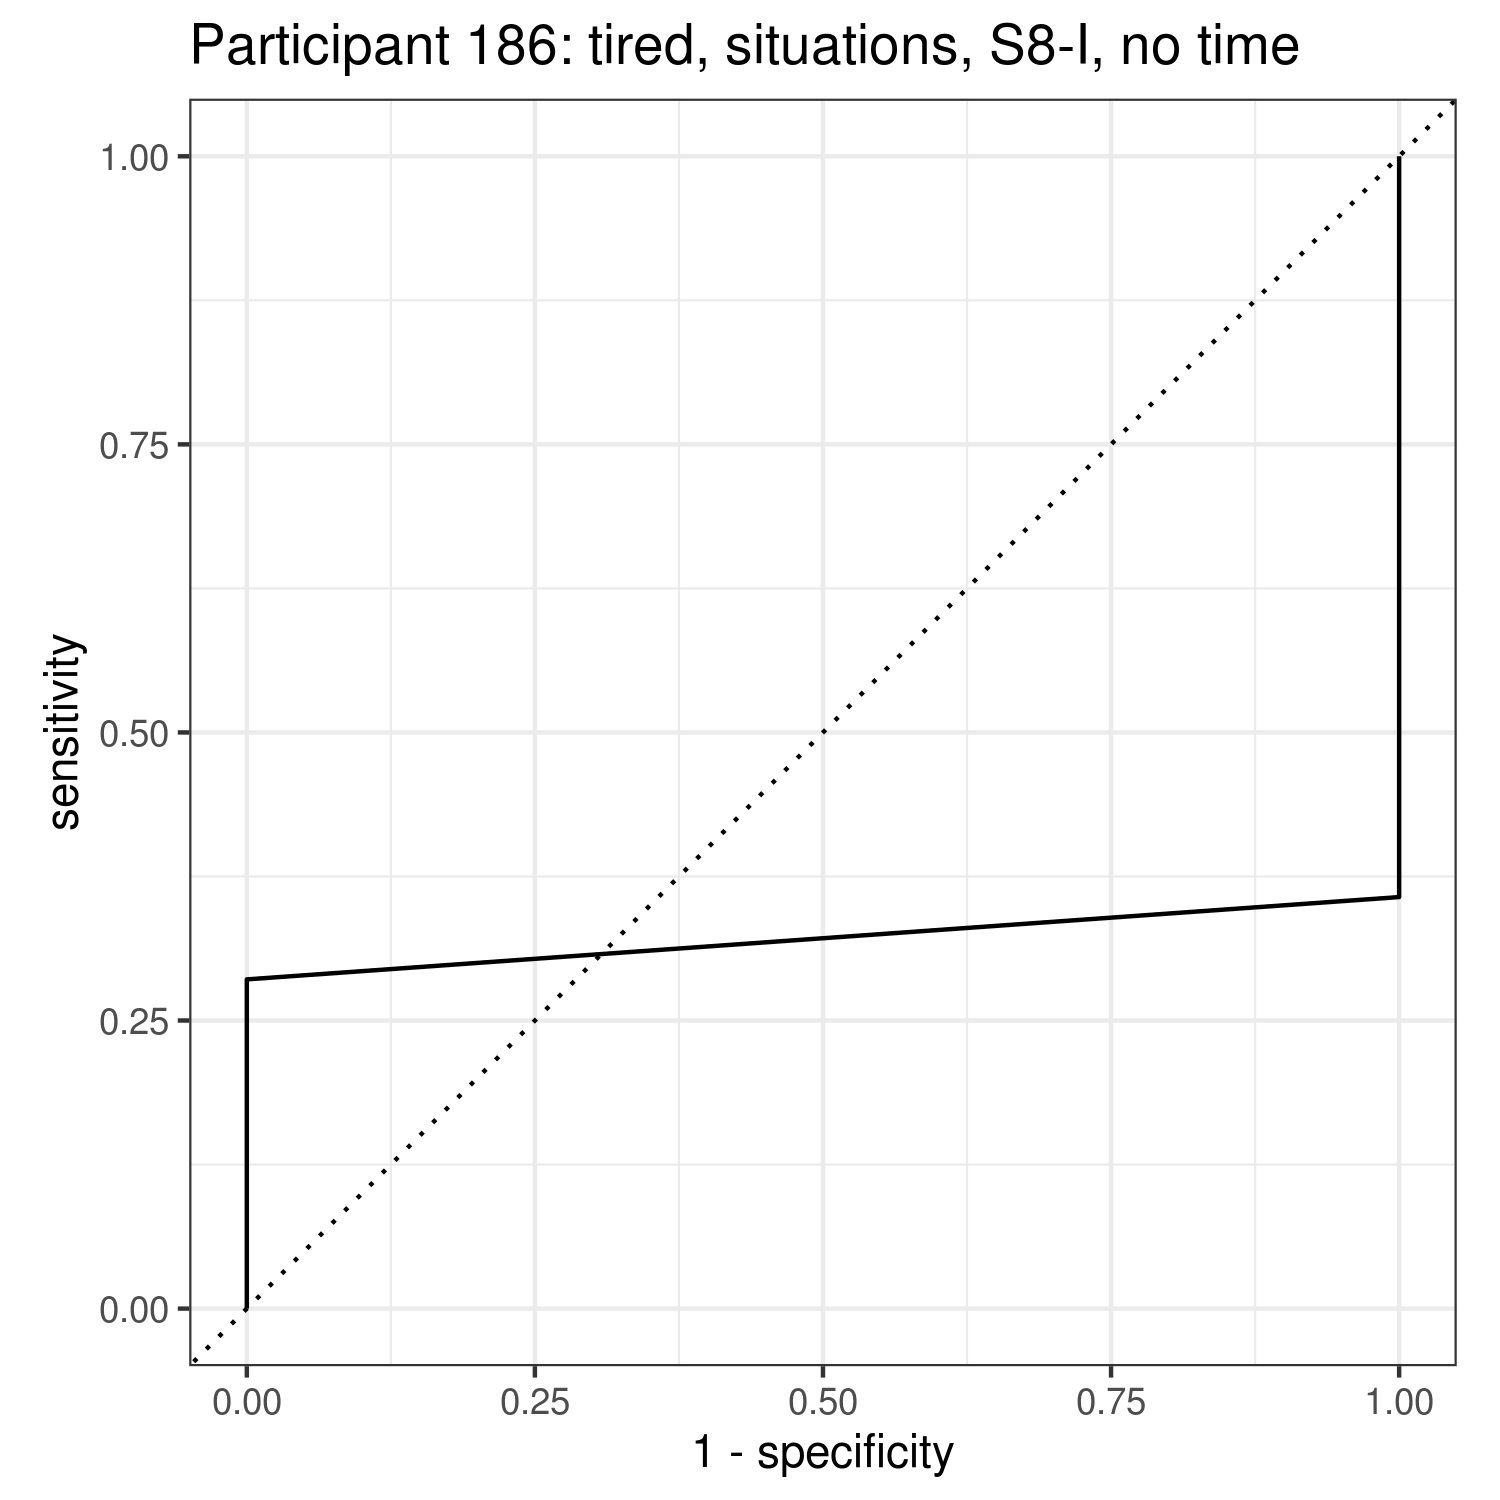 Participant 186: tired, situations, S8-I, no time
1.00
0.75
0.50
0.25
0.00
sensitivity
0.00 0.25 0.50 0.75 1.00
1 - specificity